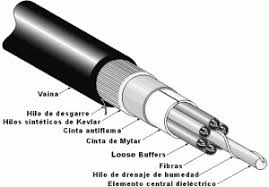 Vaina
Hilo de desgarre
Hilos sintéticos de Kevlar
Cinta antiflama
Cinta de Mylar
Loose Buffers
Fibras
Hilo de drenaje de humedad
Elemento central dieléctrico